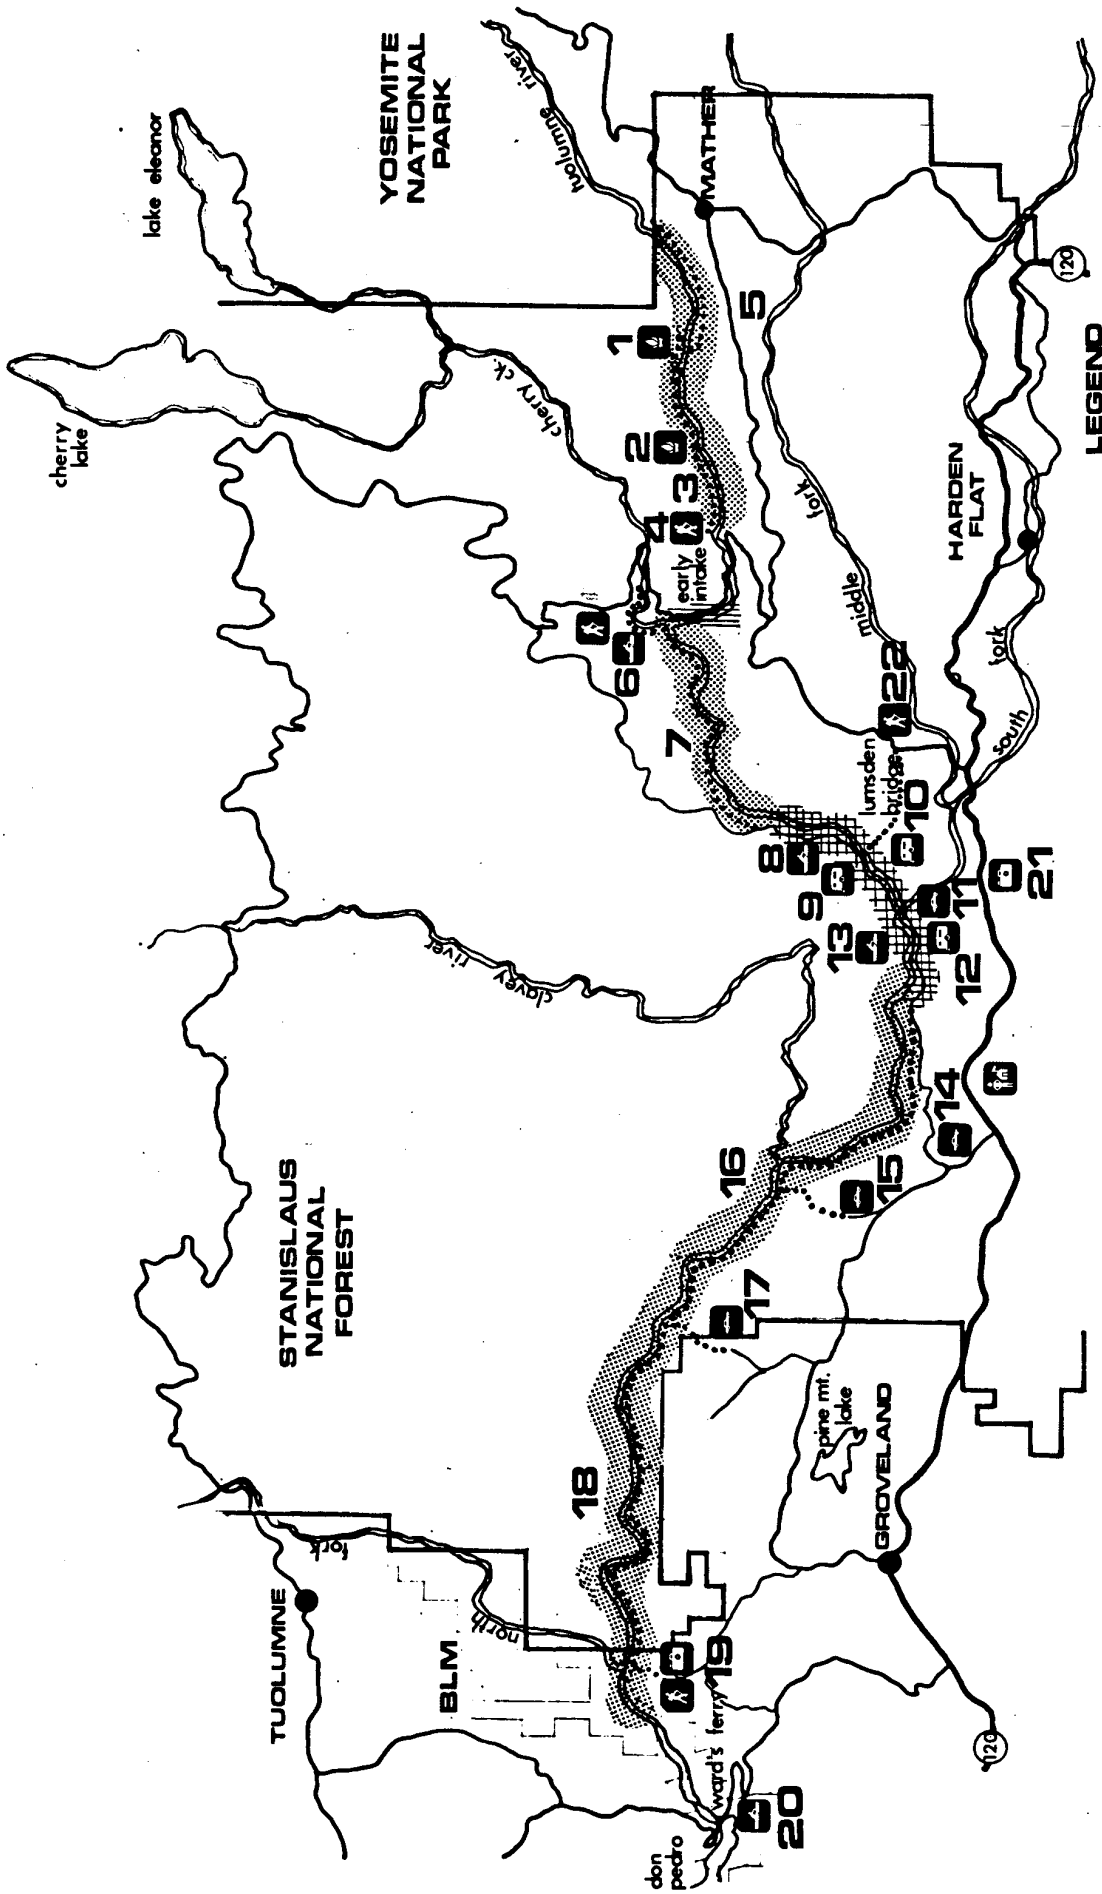 YOSEMITE
NATIONAL
PARK
lake eleanor
cherry
lake
tuolumne river
MATHER
cherry ck.
1
2
3
4
5
early
intake
6
7
middle
fork
HARDEN
FLAT
120
LEGEND
south
fork
22
lumsden
bridge
8
9
10
11
12
13
21
clavey
river
14
15
16
17
18
STANISLAUS
NATIONAL
FOREST
pine mt.
lake
GROVELAND
TUOLUMNE
north
fork
BLM
19
ward's ferry
20
don
pedro
120